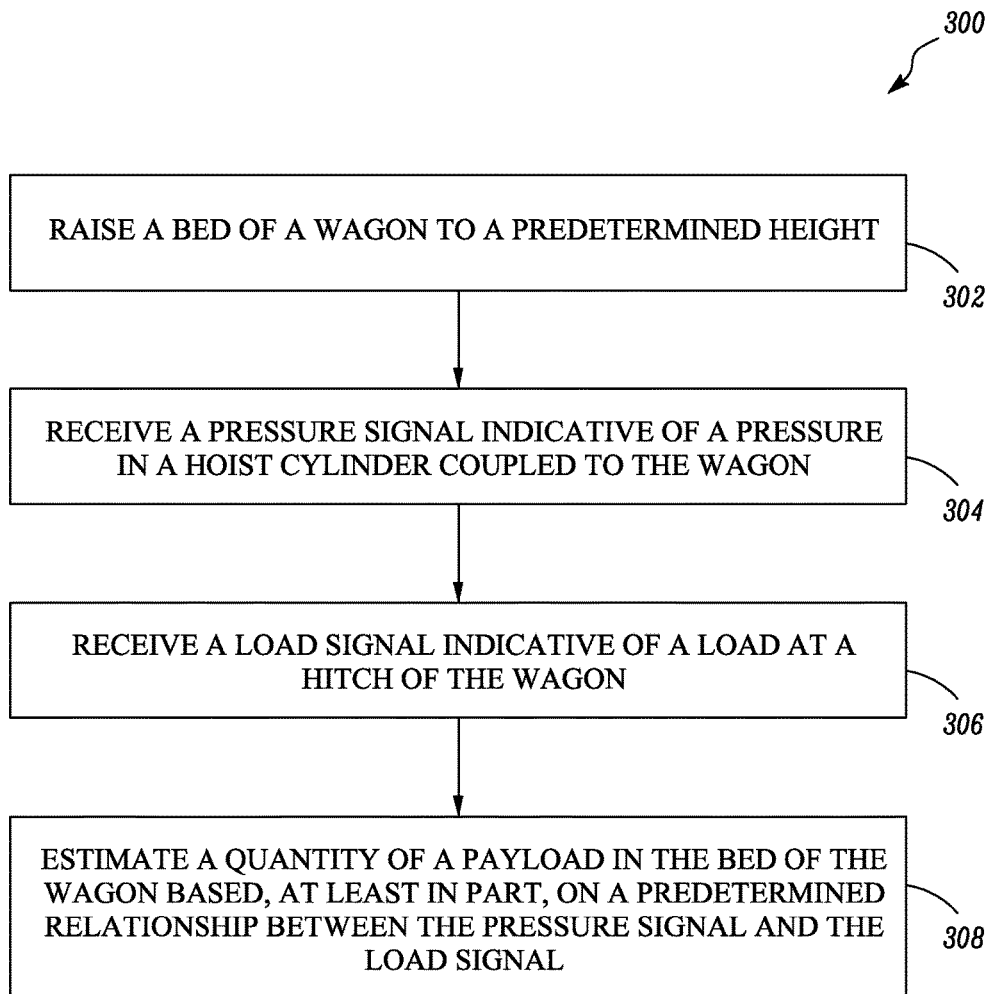 300
RAISE A BED OF A WAGON TO A PREDETERMINED HEIGHT
302
RECEIVE A PRESSURE SIGNAL INDICATIVE OF A PRESSURE
IN A HOIST CYLINDER COUPLED TO THE WAGON
304
RECEIVE A LOAD SIGNAL INDICATIVE OF A LOAD AT A
HITCH OF THE WAGON
306
ESTIMATE A QUANTITY OF A PAYLOAD IN THE BED OF THE
WAGON BASED, AT LEAST IN PART, ON A PREDETERMINED
RELATIONSHIP BETWEEN THE PRESSURE SIGNAL AND THE
LOAD SIGNAL
308